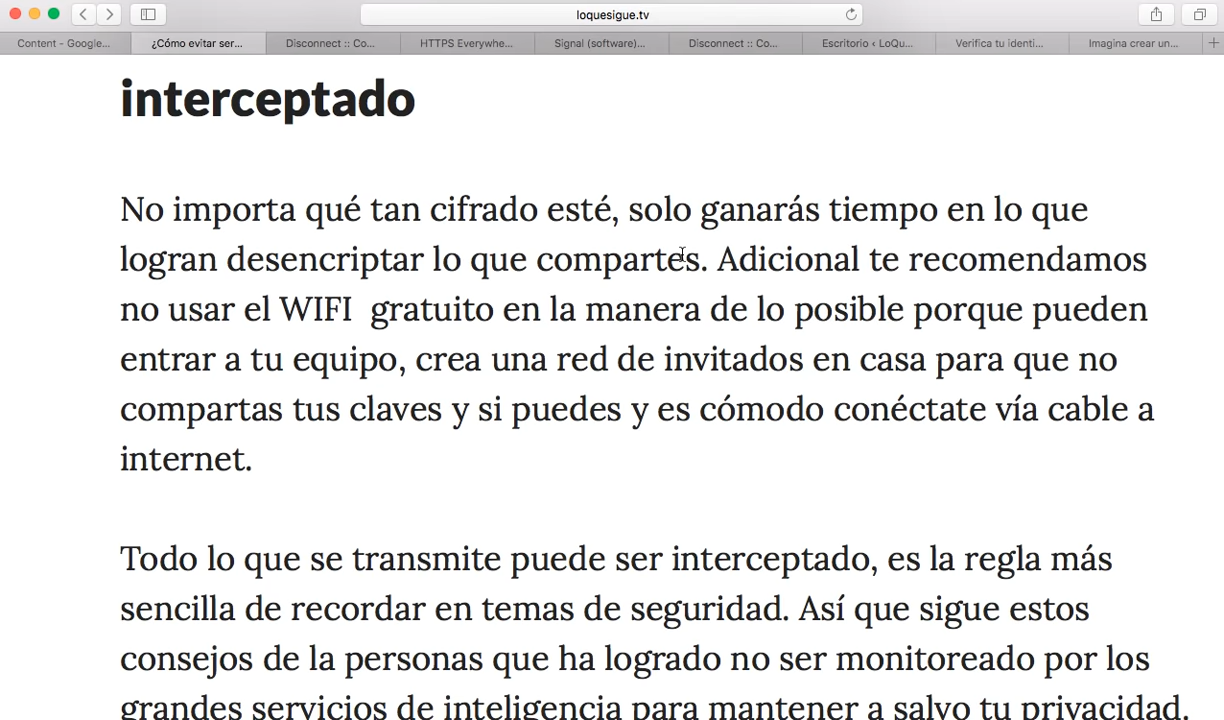 loquesigue.tv
Content - Google...
¿Cómo evitar ser...
Disconnect :: Co...
HTTPS Everywhe...
Signal (software)...
Disconnect :: Co...
Escritorio ‹ LoQu...
Verifica tu identi...
Imagina crear un...
interceptado
No importa qué tan cifrado esté, solo ganarás tiempo en lo que
logran desencriptar lo que compartes. Adicional te recomendamos
no usar el WIFI  gratuito en la manera de lo posible porque pueden
entrar a tu equipo, crea una red de invitados en casa para que no
compartas tus claves y si puedes y es cómodo conéctate vía cable a
internet.
Todo lo que se transmite puede ser interceptado, es la regla más
sencilla de recordar en temas de seguridad. Así que sigue estos
consejos de la personas que ha logrado no ser monitoreado por los
grandes servicios de inteligencia para mantener a salvo tu privacidad.